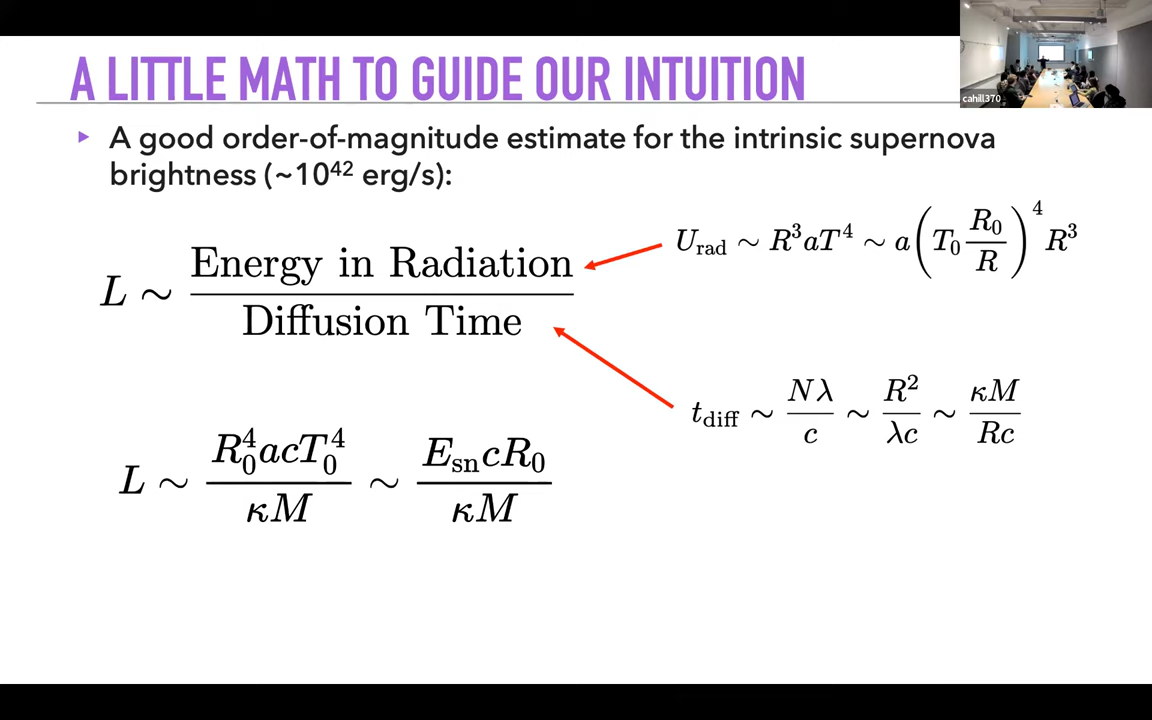 A LITTLE MATH TO GUIDE OUR INTUITION
cahill370
▸ A good order-of-magnitude estimate for the intrinsic supernova
brightness (~10⁴² erg/s):
U_rad ∼ R³aT⁴ ∼ a(T₀ R₀/R)⁴ R³
L ∼ Energy in Radiation / Diffusion Time
t_diff ∼ Nλ/c ∼ R²/λc ∼ κM/Rc
L ∼ R₀⁴acT₀⁴/κM ∼ E_sn cR₀/κM